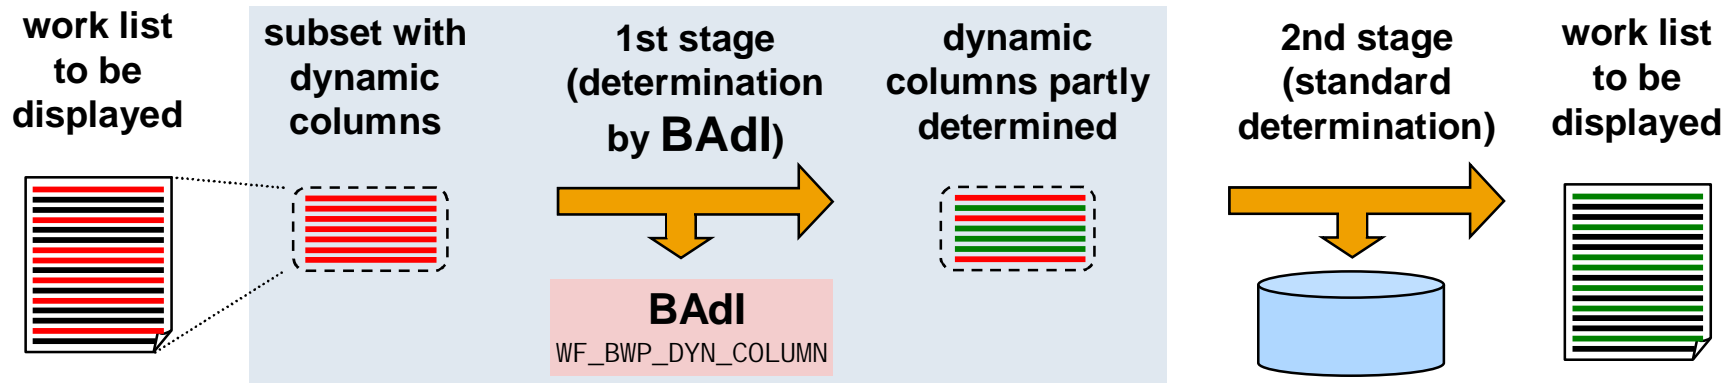 work list
to be
displayed
subset with
dynamic
columns
1st stage
(determination
by BAdI)
dynamic
columns partly
determined
2nd stage
(standard
determination)
work list
to be
displayed
BAdI
WF_BWP_DYN_COLUMN